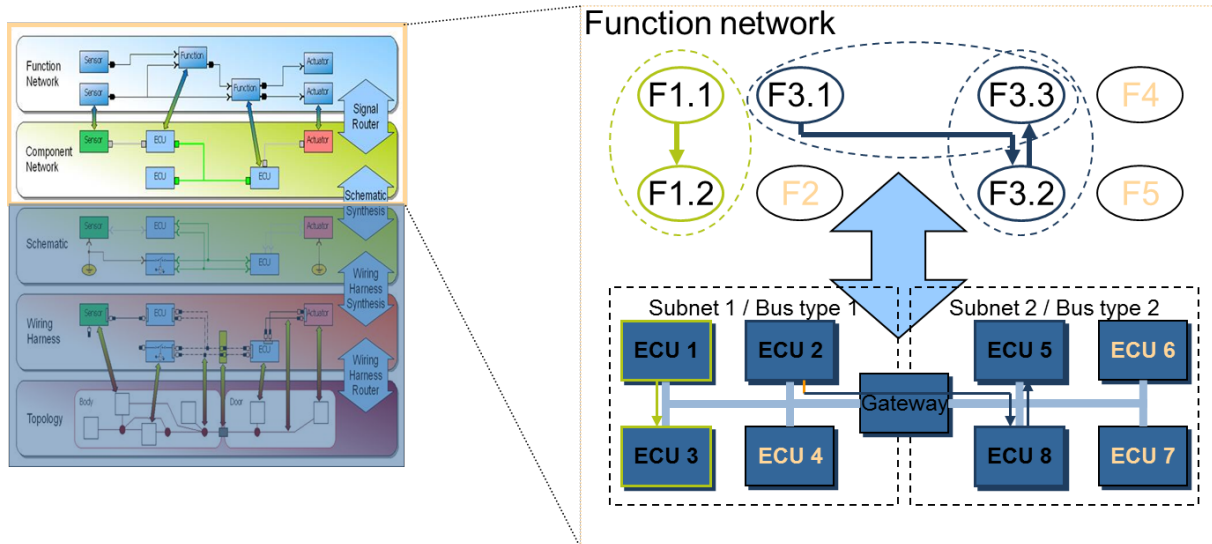 Function
Network
Sensor
Sensor
Function
Function
Actuator
Actuator
Signal
Router
Component
Network
Sensor
ECU
ECU
ECU
Actuator
Schematic
Synthesis
Schematic
Sensor
ECU
ECU
Actuator
Wiring
Harness
Synthesis
Wiring
Harness
Sensor
ECU
ECU
Actuator
Wiring
Harness
Router
Topology
Body
Door
Function network
F1.1
F3.1
F3.3
F4
F1.2
F2
F3.2
F5
Subnet 1 / Bus type 1
Subnet 2 / Bus type 2
ECU 1
ECU 2
ECU 5
ECU 6
Gateway
ECU 3
ECU 4
ECU 8
ECU 7